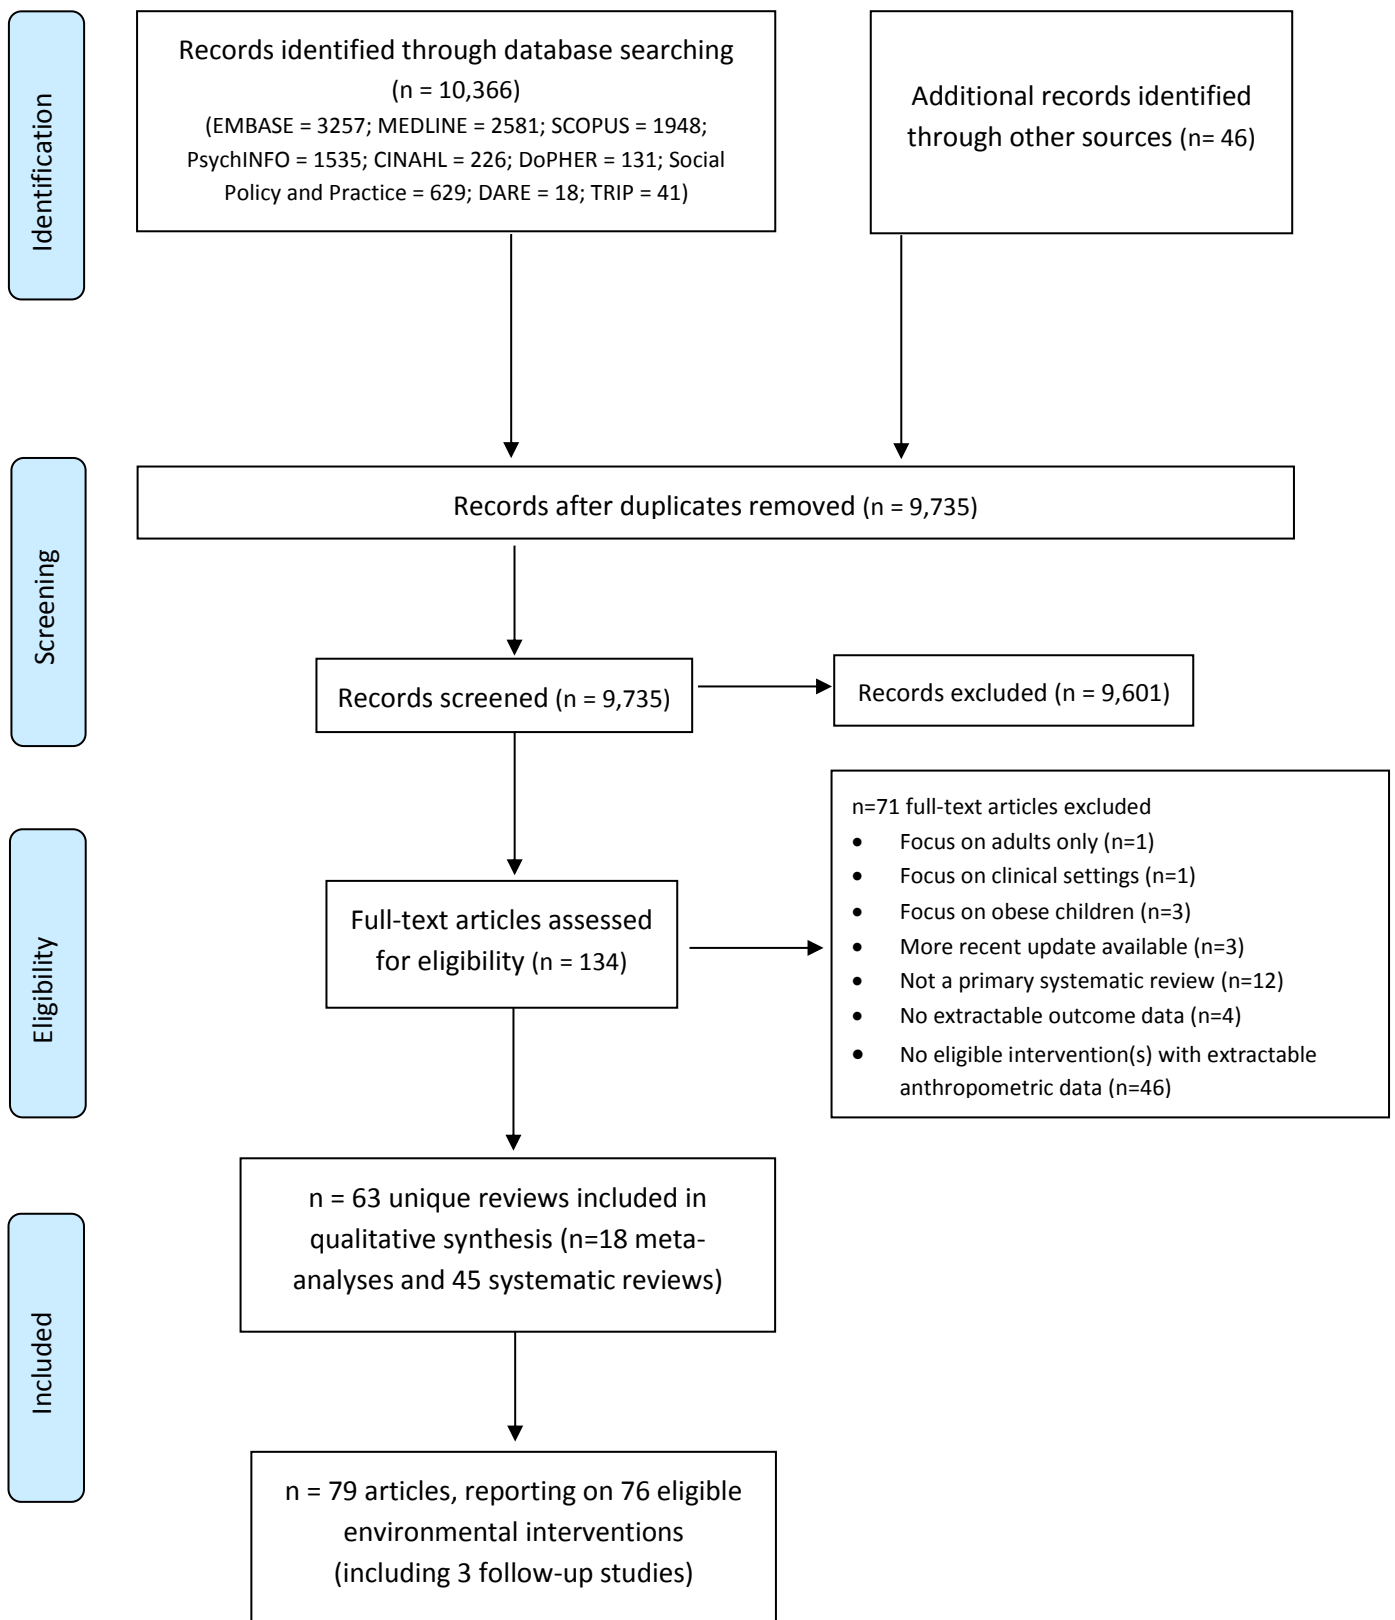 Identification
Records identified through database searching
(n = 10,366)
(EMBASE = 3257; MEDLINE = 2581; SCOPUS = 1948;
PsychINFO = 1535; CINAHL = 226; DoPHER = 131; Social
Policy and Practice = 629; DARE = 18; TRIP = 41)
Additional records identified
through other sources (n= 46)
Screening
Records after duplicates removed (n = 9,735)
Records screened (n = 9,735)
Records excluded (n = 9,601)
Eligibility
Full-text articles assessed
for eligibility (n = 134)
n=71 full-text articles excluded
• Focus on adults only (n=1)
• Focus on clinical settings (n=1)
• Focus on obese children (n=3)
• More recent update available (n=3)
• Not a primary systematic review (n=12)
• No extractable outcome data (n=4)
• No eligible intervention(s) with extractable
anthropometric data (n=46)
Included
n = 63 unique reviews included in
qualitative synthesis (n=18 meta-
analyses and 45 systematic reviews)
n = 79 articles, reporting on 76 eligible
environmental interventions
(including 3 follow-up studies)